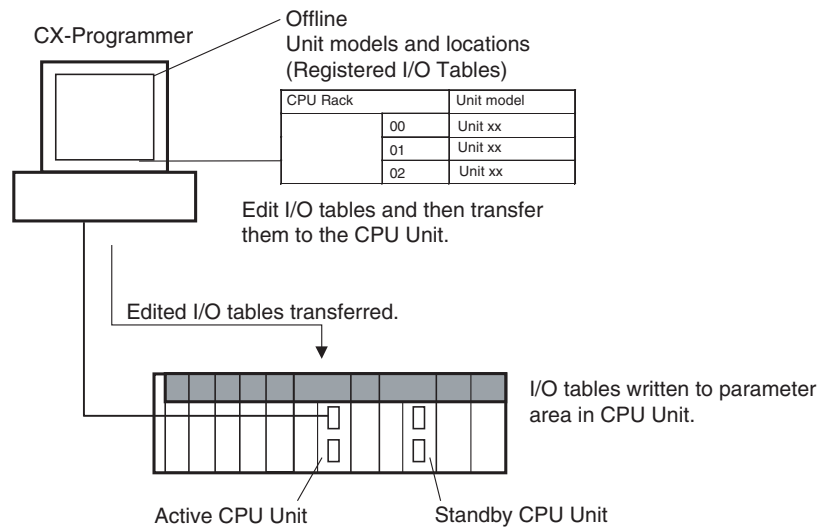 CX-Programmer
Offline
Unit models and locations
(Registered I/O Tables)
CPU Rack Unit model
00 Unit xx
01 Unit xx
02 Unit xx
Edit I/O tables and then transfer
them to the CPU Unit.
Edited I/O tables transferred.
I/O tables written to parameter
area in CPU Unit.
Active CPU Unit
Standby CPU Unit